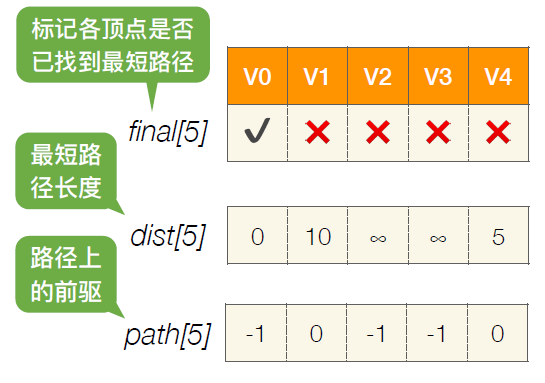 标记各顶点是否
已找到最短路径
V0 V1 V2 V3 V4
final[5] ✔ ✖ ✖ ✖ ✖
最短路
径长度
dist[5] 0 10 ∞ ∞ 5
路径上
的前驱
path[5] -1 0 -1 -1 0